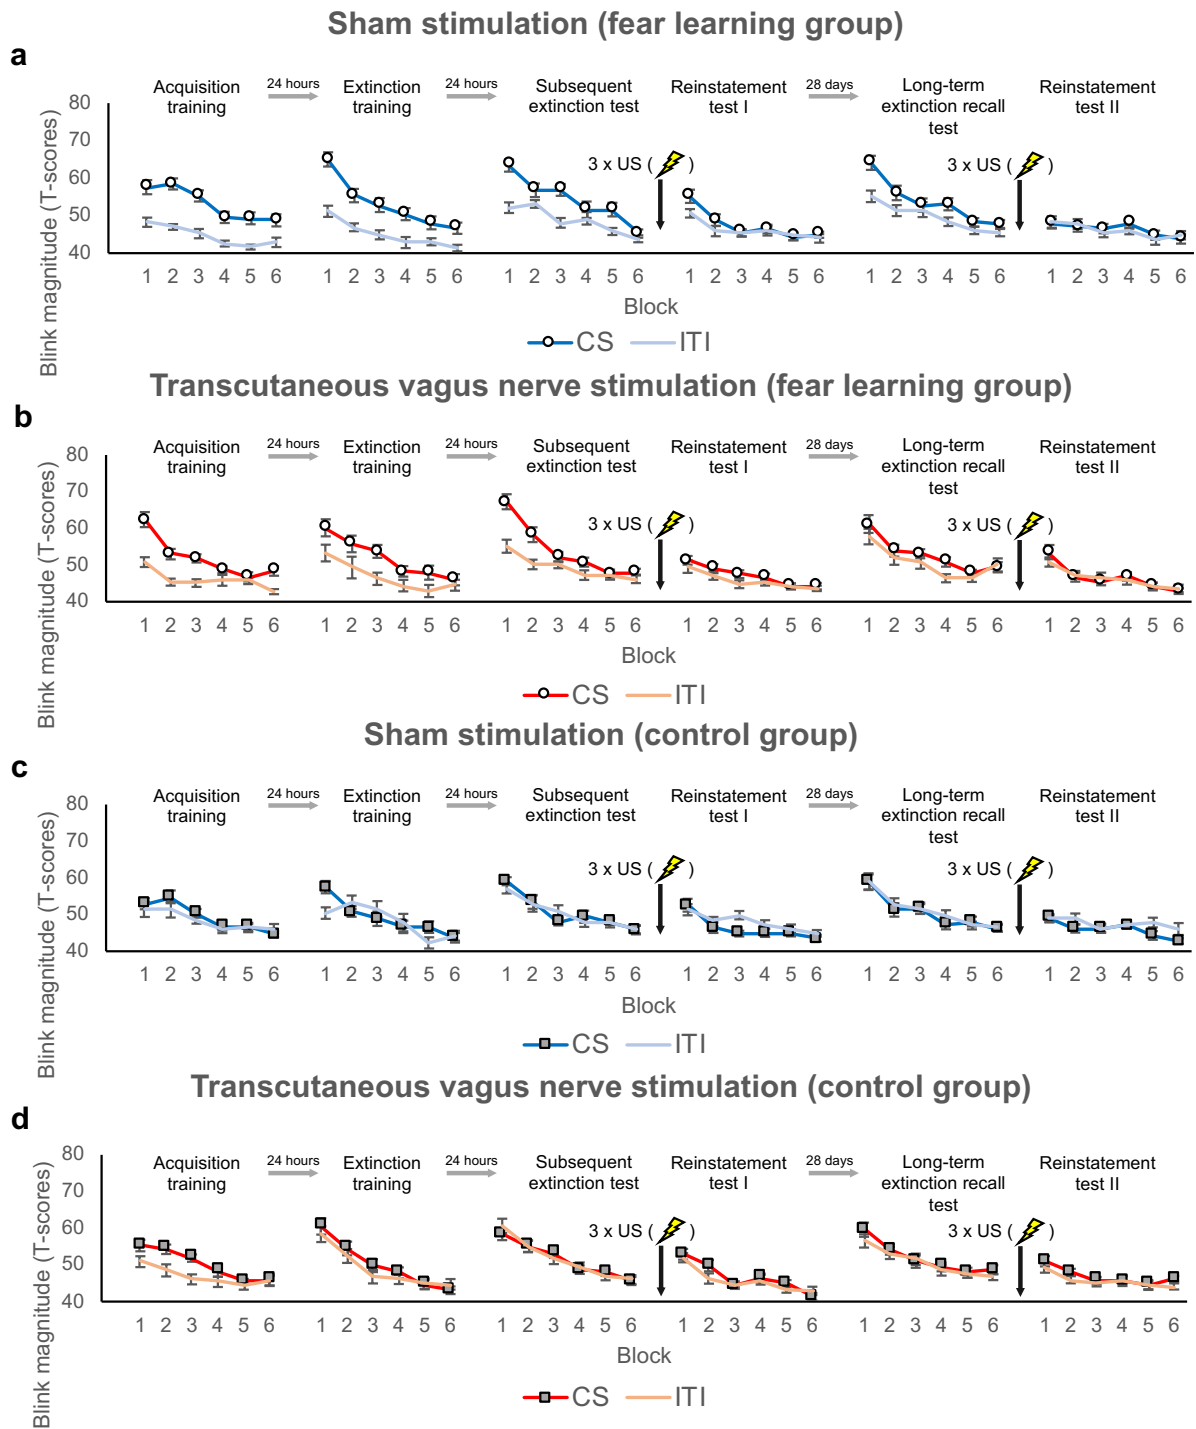 Sham stimulation (fear learning group)
a
Acquisition
training
24 hours
Extinction
training
24 hours
Subsequent
extinction test
Reinstatement
test I
28 days
Long-term
extinction recall
test
Reinstatement
test II
3 x US ( )
3 x US ( )
Blink magnitude (T-scores)
80
70
60
50
40
1 2 3 4 5 6 1 2 3 4 5 6 1 2 3 4 5 6 1 2 3 4 5 6 1 2 3 4 5 6 1 2 3 4 5 6
Block
CS ITI
Transcutaneous vagus nerve stimulation (fear learning group)
b
Acquisition
training
24 hours
Extinction
training
24 hours
Subsequent
extinction test
Reinstatement
test I
28 days
Long-term
extinction recall
test
Reinstatement
test II
3 x US ( )
3 x US ( )
Blink magnitude (T-scores)
80
70
60
50
40
1 2 3 4 5 6 1 2 3 4 5 6 1 2 3 4 5 6 1 2 3 4 5 6 1 2 3 4 5 6 1 2 3 4 5 6
Block
CS ITI
Sham stimulation (control group)
c
Acquisition
training
24 hours
Extinction
training
24 hours
Subsequent
extinction test
Reinstatement
test I
28 days
Long-term
extinction recall
test
Reinstatement
test II
3 x US ( )
3 x US ( )
Blink magnitude (T-scores)
80
70
60
50
40
1 2 3 4 5 6 1 2 3 4 5 6 1 2 3 4 5 6 1 2 3 4 5 6 1 2 3 4 5 6 1 2 3 4 5 6
Block
CS ITI
Transcutaneous vagus nerve stimulation (control group)
d
Acquisition
training
24 hours
Extinction
training
24 hours
Subsequent
extinction test
Reinstatement
test I
28 days
Long-term
extinction recall
test
Reinstatement
test II
3 x US ( )
3 x US ( )
Blink magnitude (T-scores)
80
70
60
50
40
1 2 3 4 5 6 1 2 3 4 5 6 1 2 3 4 5 6 1 2 3 4 5 6 1 2 3 4 5 6 1 2 3 4 5 6
Block
CS ITI